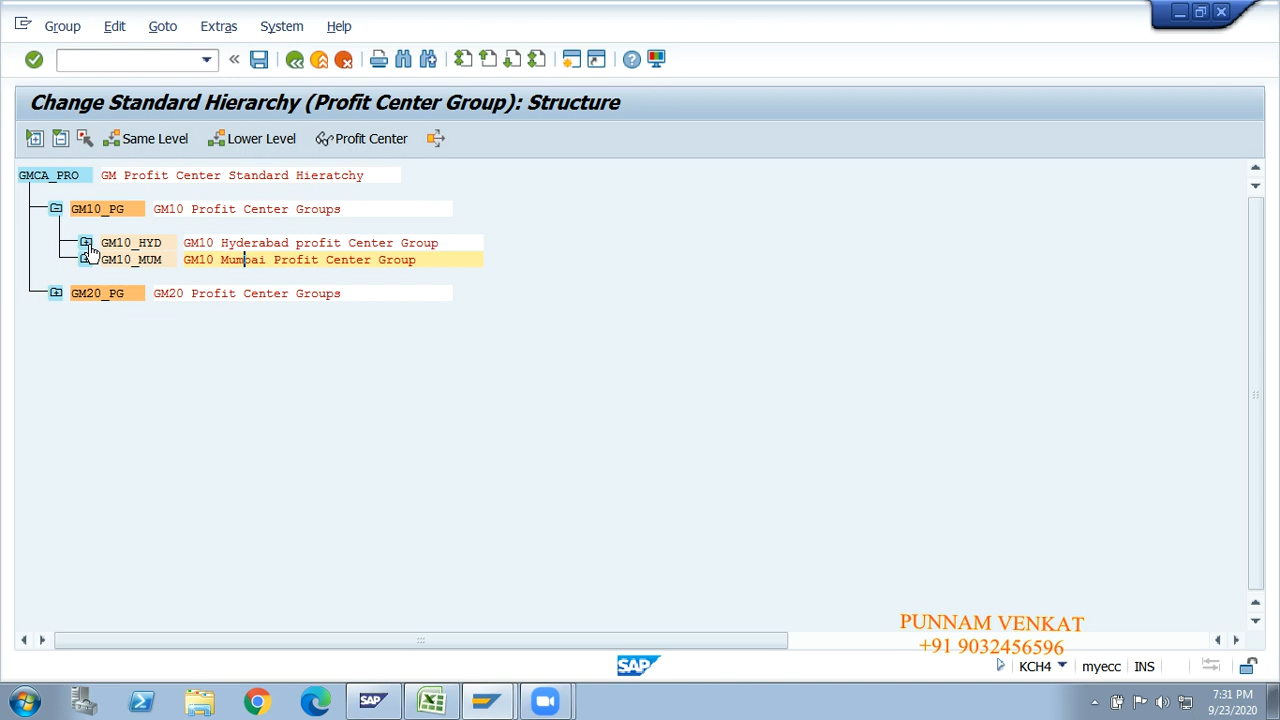 Group Edit Goto Extras System Help
Change Standard Hierarchy (Profit Center Group): Structure
Same Level Lower Level Profit Center
GMCA_PRO GM Profit Center Standard Hieratchy
GM10_PG GM10 Profit Center Groups
GM10_HYD GM10 Hyderabad profit Center Group
GM10_MUM GM10 Mumbai Profit Center Group
GM20_PG GM20 Profit Center Groups
PUNNAM VENKAT
+91 9032456596
SAP KCH4 myecc INS
SAP
7:31 PM
9/23/2020